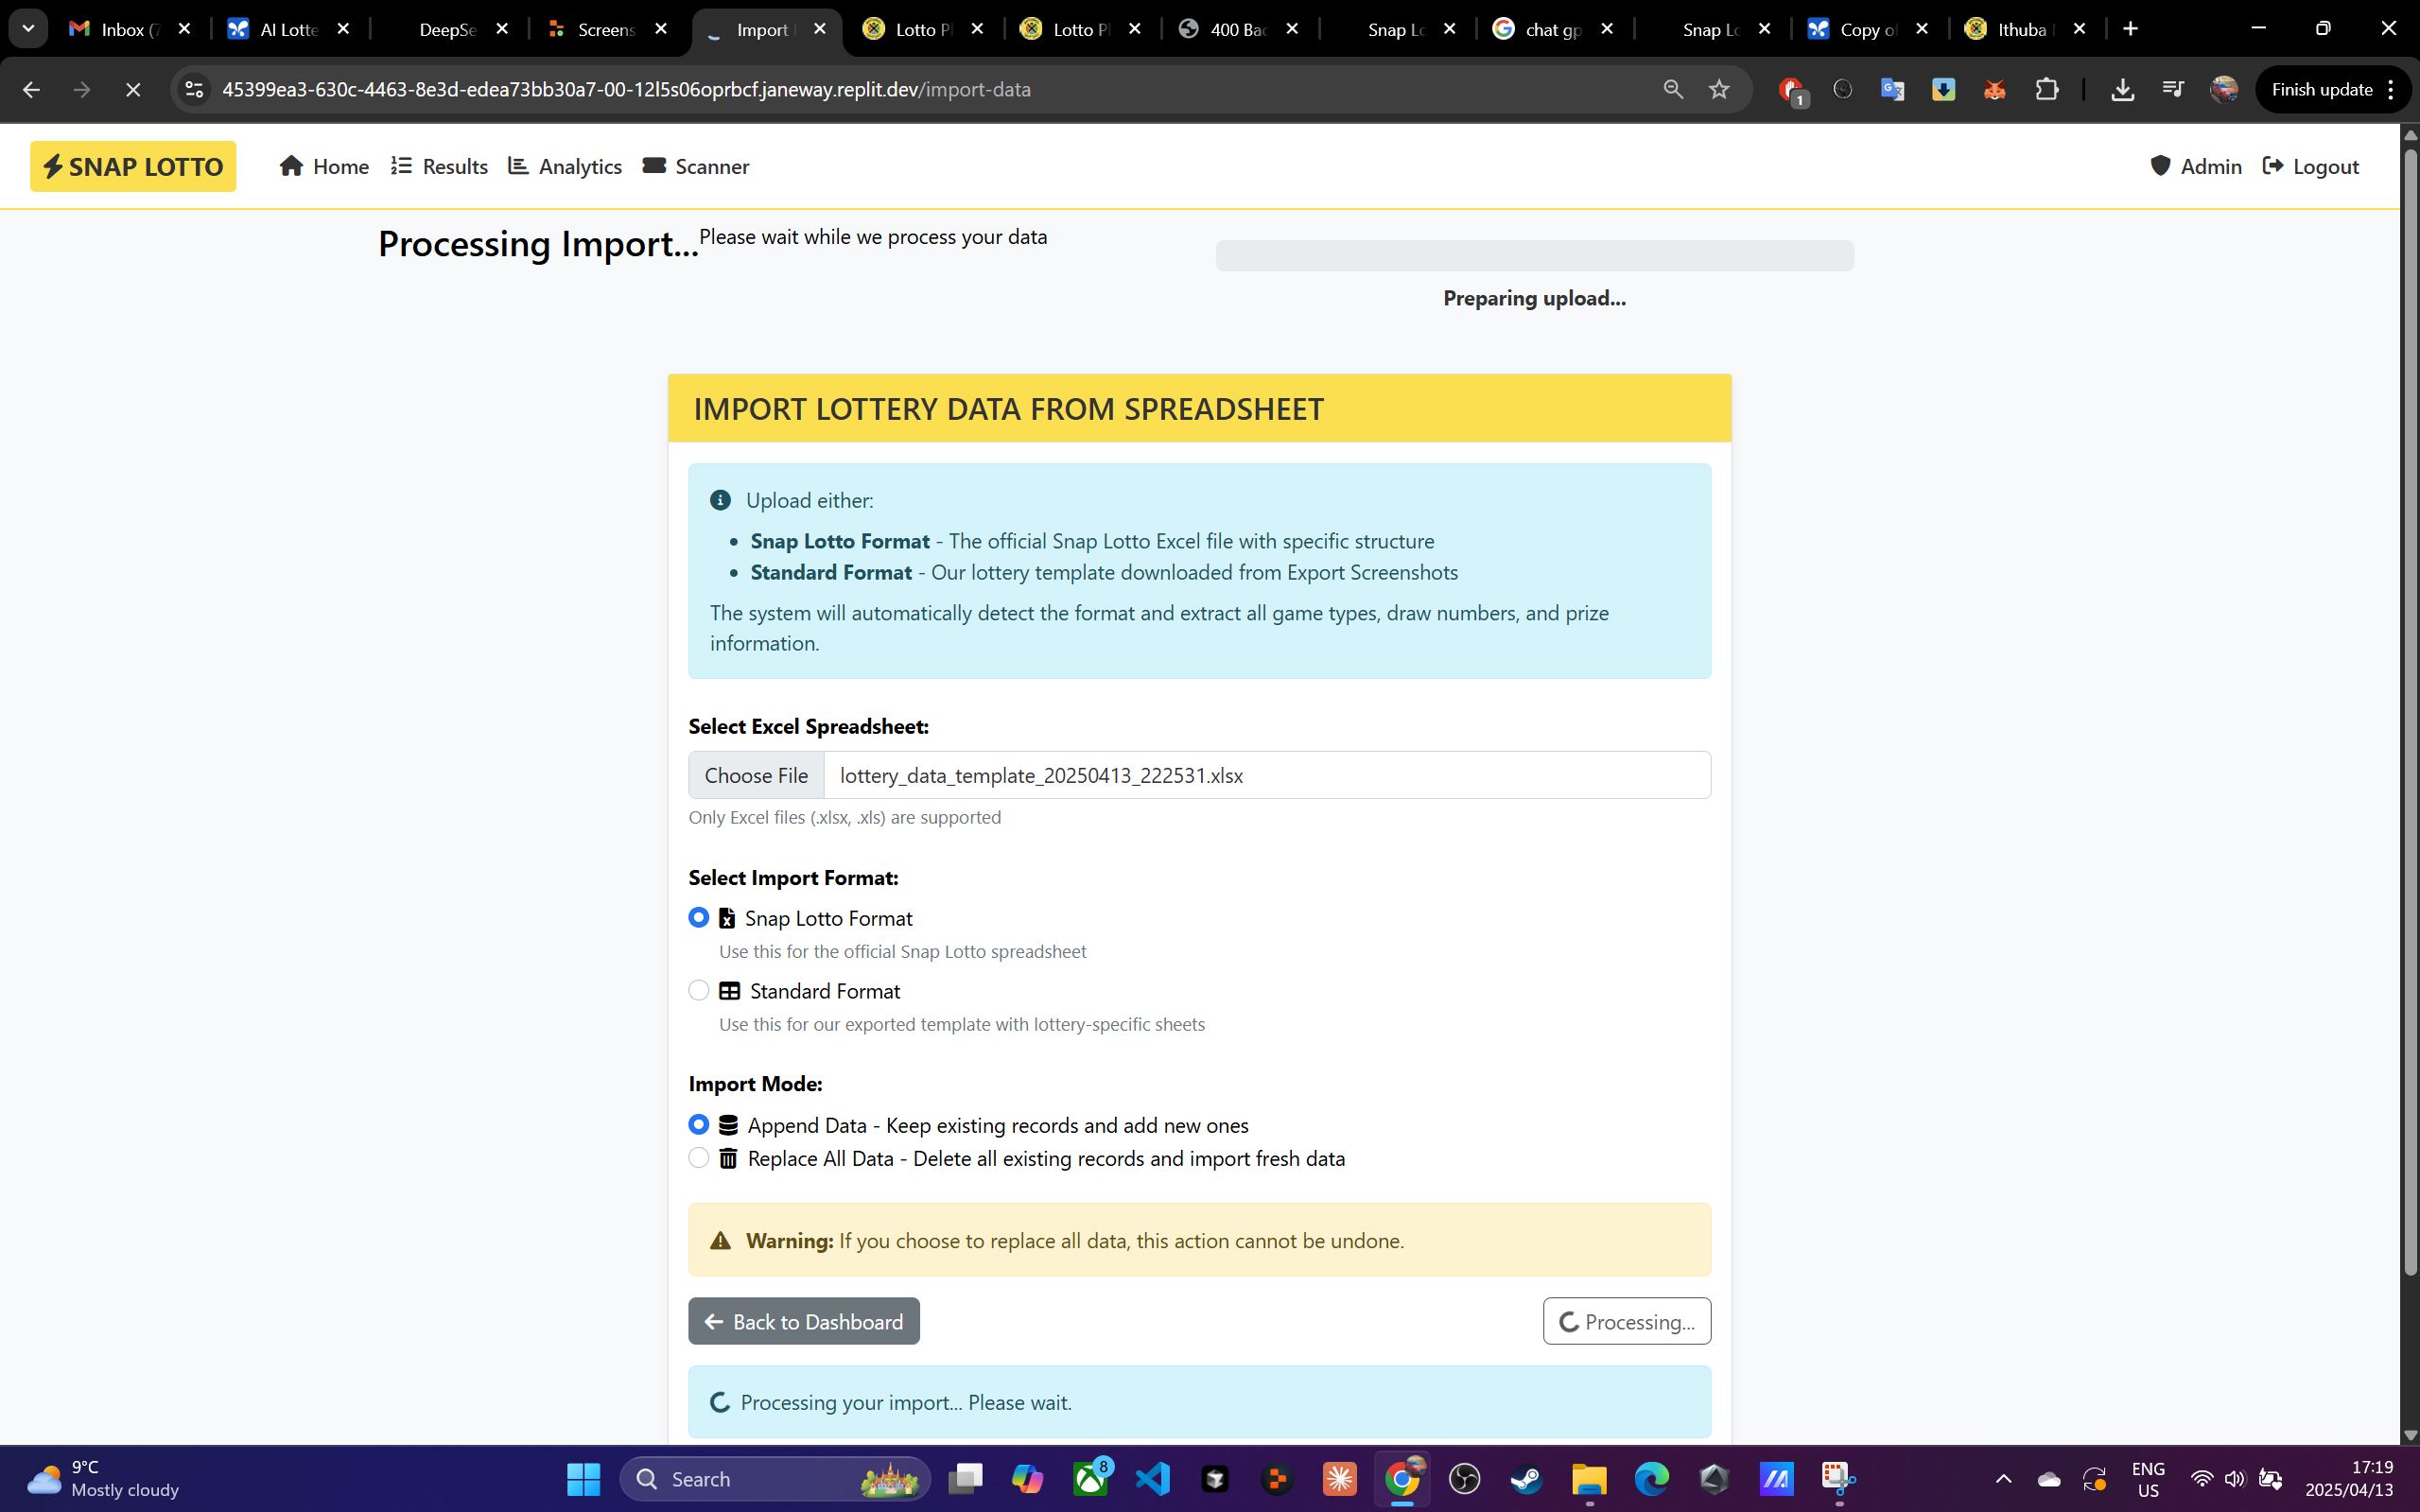 Inbox (7
AI Lotte
DeepSe
Screens
Import
Lotto Pl
Lotto Pl
400 Bac
Snap Lo
chat gp
Snap Lo
Copy of
Ithuba
45399ea3-630c-4463-8e3d-edea73bb30a7-00-12l5s06oprbcf.janeway.replit.dev/import-data
1
Finish update
SNAP LOTTO
Home
Results
Analytics
Scanner
Admin
Logout
Processing Import...
Please wait while we process your data
Preparing upload...
IMPORT LOTTERY DATA FROM SPREADSHEET
Upload either:
• Snap Lotto Format - The official Snap Lotto Excel file with specific structure
• Standard Format - Our lottery template downloaded from Export Screenshots
The system will automatically detect the format and extract all game types, draw numbers, and prize
information.
Select Excel Spreadsheet:
Choose File lottery_data_template_20250413_222531.xlsx
Only Excel files (.xlsx, .xls) are supported
Select Import Format:
Snap Lotto Format
Use this for the official Snap Lotto spreadsheet
Standard Format
Use this for our exported template with lottery-specific sheets
Import Mode:
Append Data - Keep existing records and add new ones
Replace All Data - Delete all existing records and import fresh data
Warning: If you choose to replace all data, this action cannot be undone.
Back to Dashboard
Processing...
Processing your import... Please wait.
9°C
Mostly cloudy
Search
8
ENG
US
17:19
2025/04/13